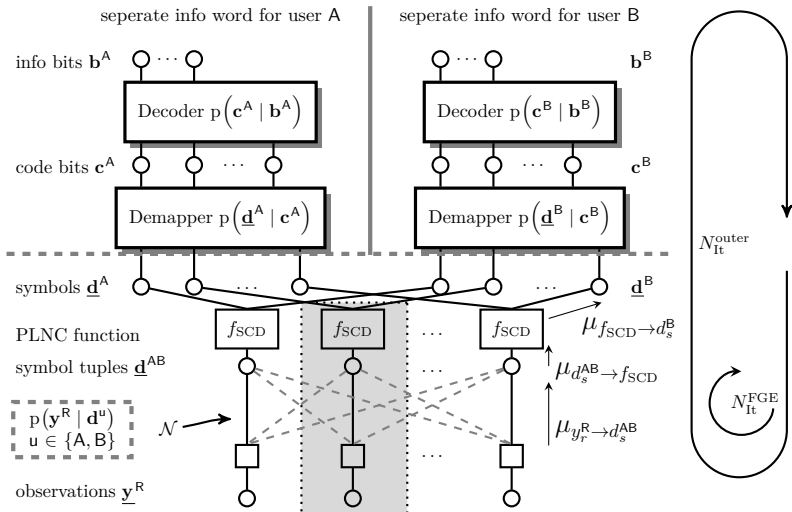 seperate info word for user A
seperate info word for user B
info bits b^A
· · ·
· · ·
b^B
Decoder p(c^A | b^A)
Decoder p(c^B | b^B)
code bits c^A
· · ·
· · ·
c^B
Demapper p(d^A | c^A)
Demapper p(d^B | c^B)
N_It^outer
symbols d^A
· · ·
· · ·
d^B
PLNC function
f_SCD
f_SCD
· · ·
f_SCD
μ_{f_SCD→d_s^B}
symbol tuples d^AB
· · ·
μ_{d_s^AB→f_SCD}
p(y^R | d^u)
u ∈ {A, B}
N
μ_{y_r^R→d_s^AB}
N_It^FGE
· · ·
observations y^R
· · ·